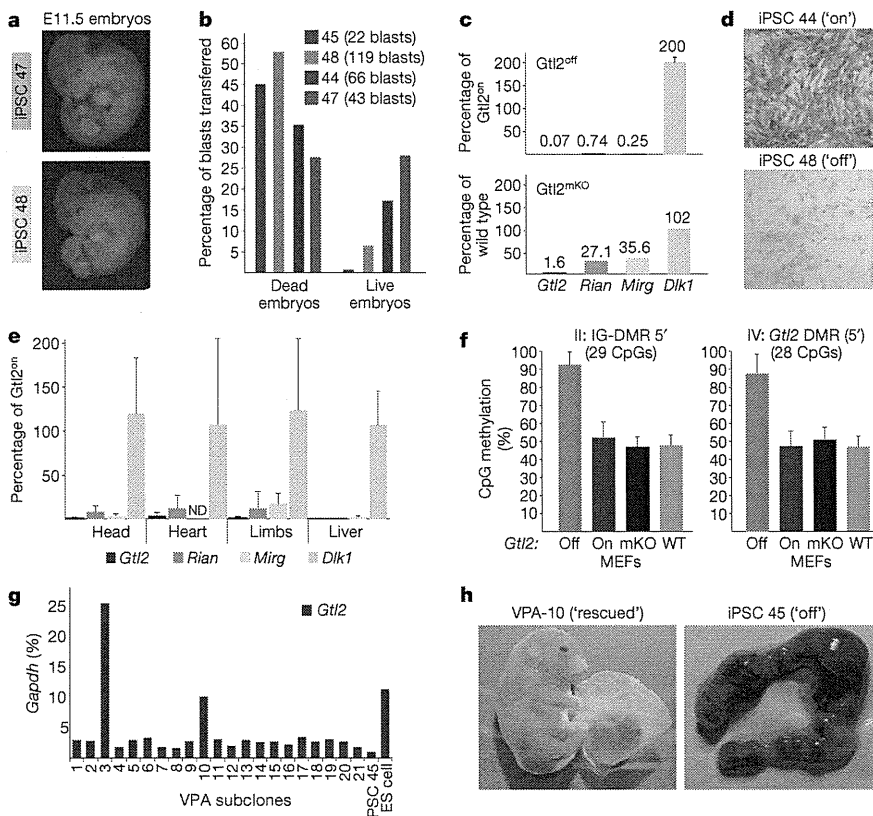 a
E11.5 embryos
iPSC 47
iPSC 48
b
Percentage of blasts transferred
60
55
50
45
40
35
30
25
20
15
10
5
45 (22 blasts)
48 (119 blasts)
44 (66 blasts)
47 (43 blasts)
Dead embryos
Live embryos
c
Percentage of Gtl2on
200
150
100
50
Gtl2off
0.07 0.74 0.25 200
Percentage of wild type
200
150
100
50
Gtl2mKO
1.6 27.1 35.6 102
Gtl2 Rian Mirg Dlk1
d
iPSC 44 ('on')
iPSC 48 ('off')
e
Percentage of Gtl2on
200
150
100
50
ND
Head Heart Limbs Liver
Gtl2 Rian Mirg Dlk1
f
II: IG-DMR 5′
(29 CpGs)
IV: Gtl2 DMR (5′)
(28 CpGs)
CpG methylation
(%)
100
90
80
70
60
50
40
30
20
10
100
90
80
70
60
50
40
30
20
10
Gtl2: Off On mKO WT
MEFs
Off On mKO WT
MEFs
g
Gapdh (%)
25
20
15
10
5
Gtl2
1 2 3 4 5 6 7 8 9 10 11 12 13 14 15 16 17 18 19 20 21 PSC 45 ES cell
VPA subclones
h
VPA-10 ('rescued')
iPSC 45 ('off')